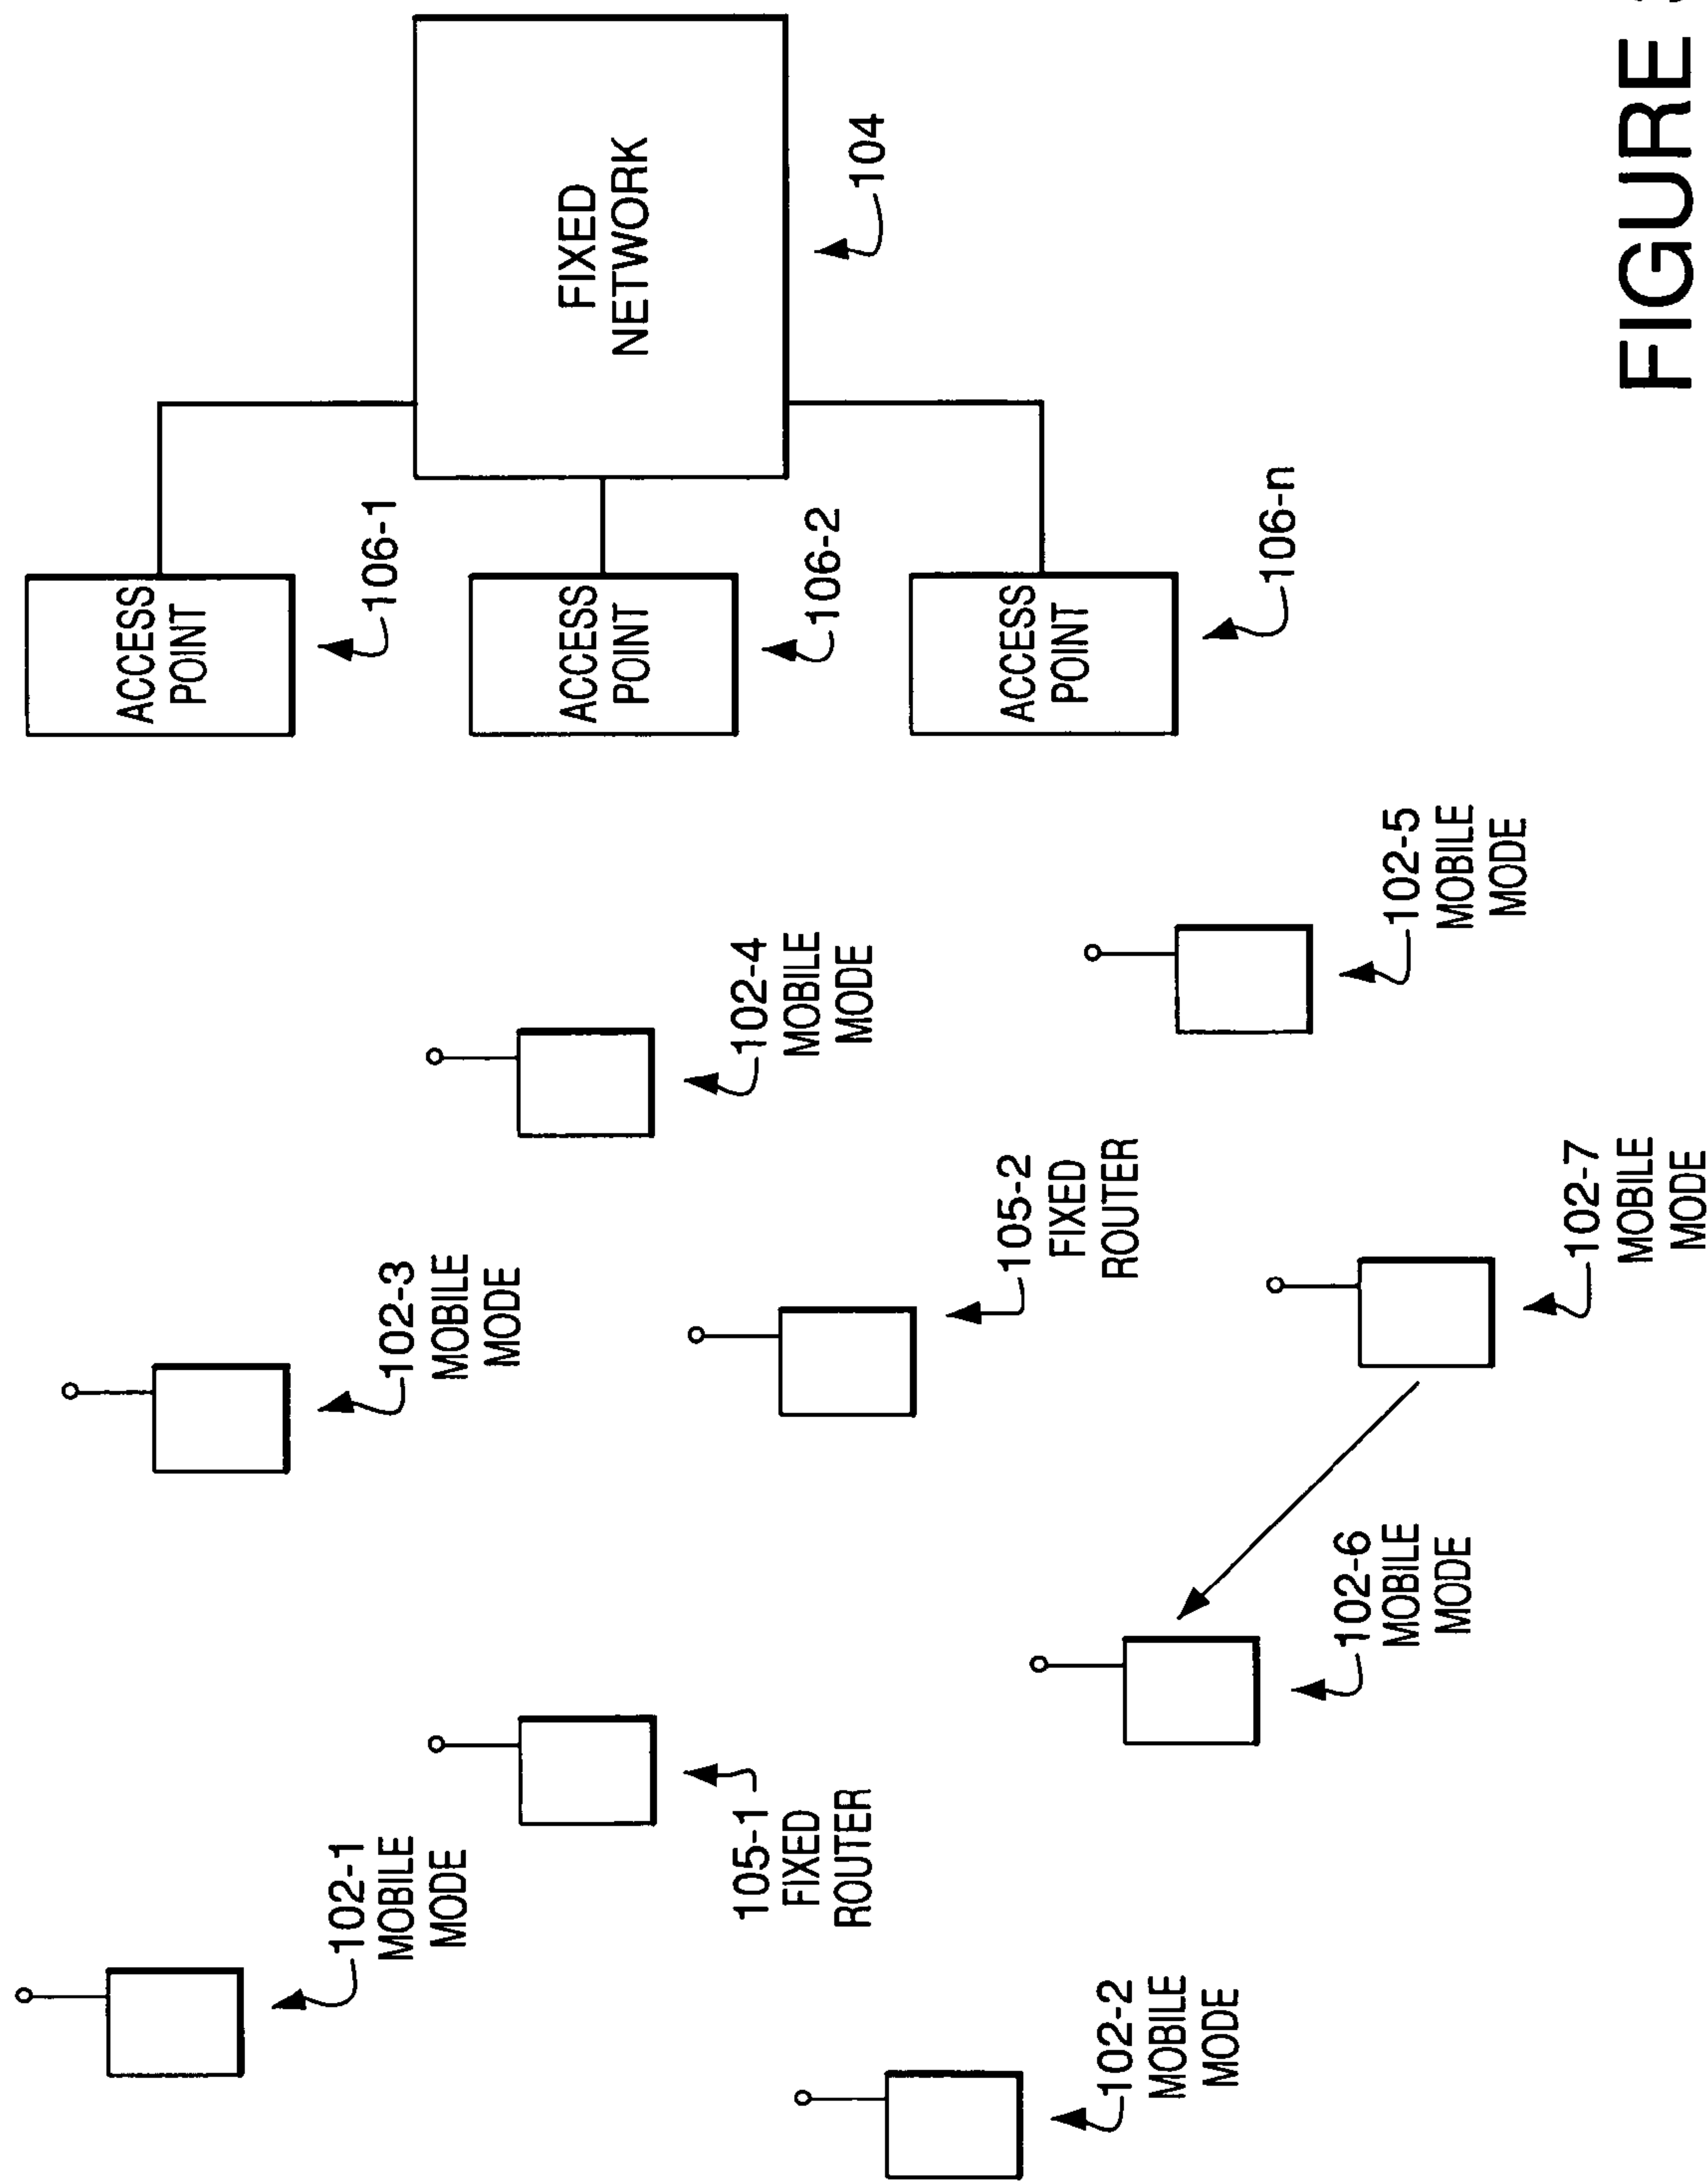 102-1
MOBILE
MODE
102-3
MOBILE
MODE
105-1
FIXED
ROUTER
102-4
MOBILE
MODE
102-2
MOBILE
MODE
105-2
FIXED
ROUTER
102-6
MOBILE
MODE
102-5
MOBILE
MODE
102-7
MOBILE
MODE
ACCESS
POINT
106-1
ACCESS
POINT
106-2
ACCESS
POINT
106-n
FIXED
NETWORK
104
FIGURE